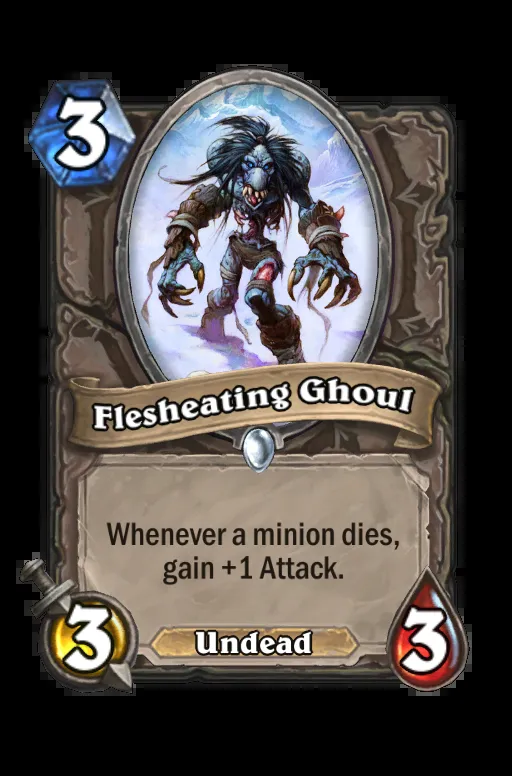 3
Flesheating Ghoul
Whenever a minion dies,
gain +1 Attack.
3
Undead
3